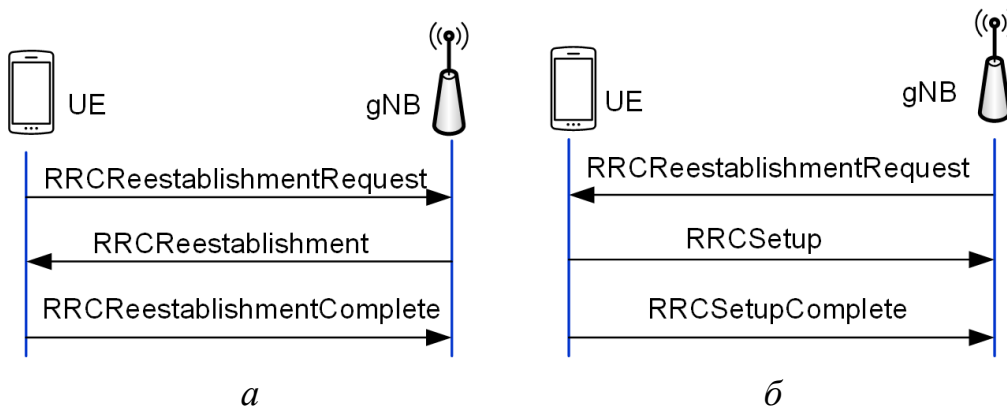 UE
gNB
RRCReestablishmentRequest
RRCReestablishment
RRCReestablishmentComplete
а
UE
gNB
RRCReestablishmentRequest
RRCSetup
RRCSetupComplete
б